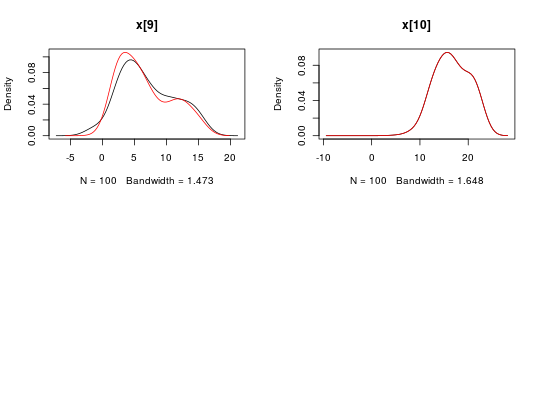 x[9]
Density
0.00 0.04 0.08
-5 0 5 10 15 20
N = 100 Bandwidth = 1.473
x[10]
Density
0.00 0.04 0.08
-10 0 10 20
N = 100 Bandwidth = 1.648